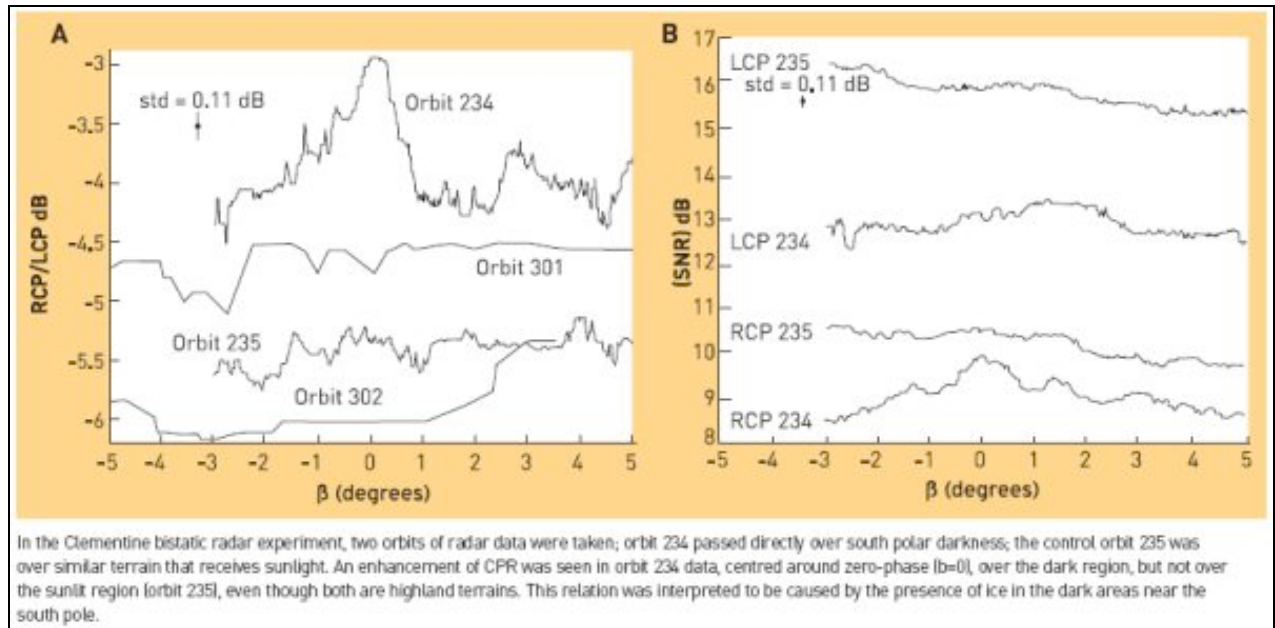 A
RCP/LCP dB
-3
-3.5
-4
-4.5
-5
-5.5
-6
std = 0.11 dB
Orbit 234
Orbit 301
Orbit 235
Orbit 302
-5 -4 -3 -2 -1 0 1 2 3 4 5
β (degrees)
B
(SNR) dB
17
16
15
14
13
12
11
10
9
8
LCP 235
std = 0.11 dB
LCP 234
RCP 235
RCP 234
-5 -4 -3 -2 -1 0 1 2 3 4 5
β (degrees)
In the Clementine bistatic radar experiment, two orbits of radar data were taken; orbit 234 passed directly over south polar darkness; the control orbit 235 was
over similar terrain that receives sunlight. An enhancement of CPR was seen in orbit 234 data, centred around zero-phase (b=0), over the dark region, but not over
the sunlit region (orbit 235), even though both are highland terrains. This relation was interpreted to be caused by the presence of ice in the dark areas near the
south pole.